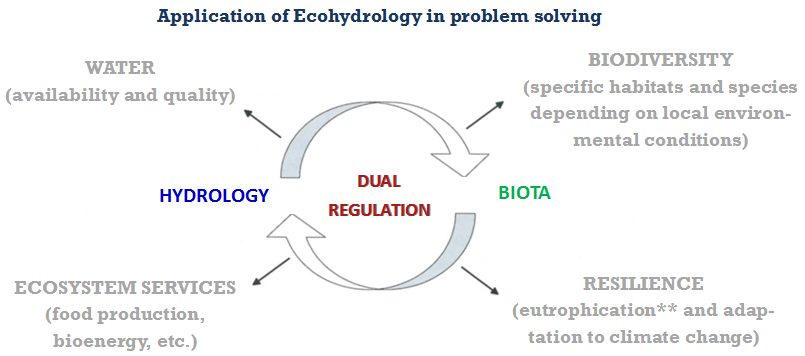 Application of Ecohydrology in problem solving
WATER
(availability and quality)
BIODIVERSITY
(specific habitats and species
depending on local environ-
mental conditions)
HYDROLOGY
DUAL
REGULATION
BIOTA
ECOSYSTEM SERVICES
(food production,
bioenergy, etc.)
RESILIENCE
(eutrophication** and adap-
tation to climate change)